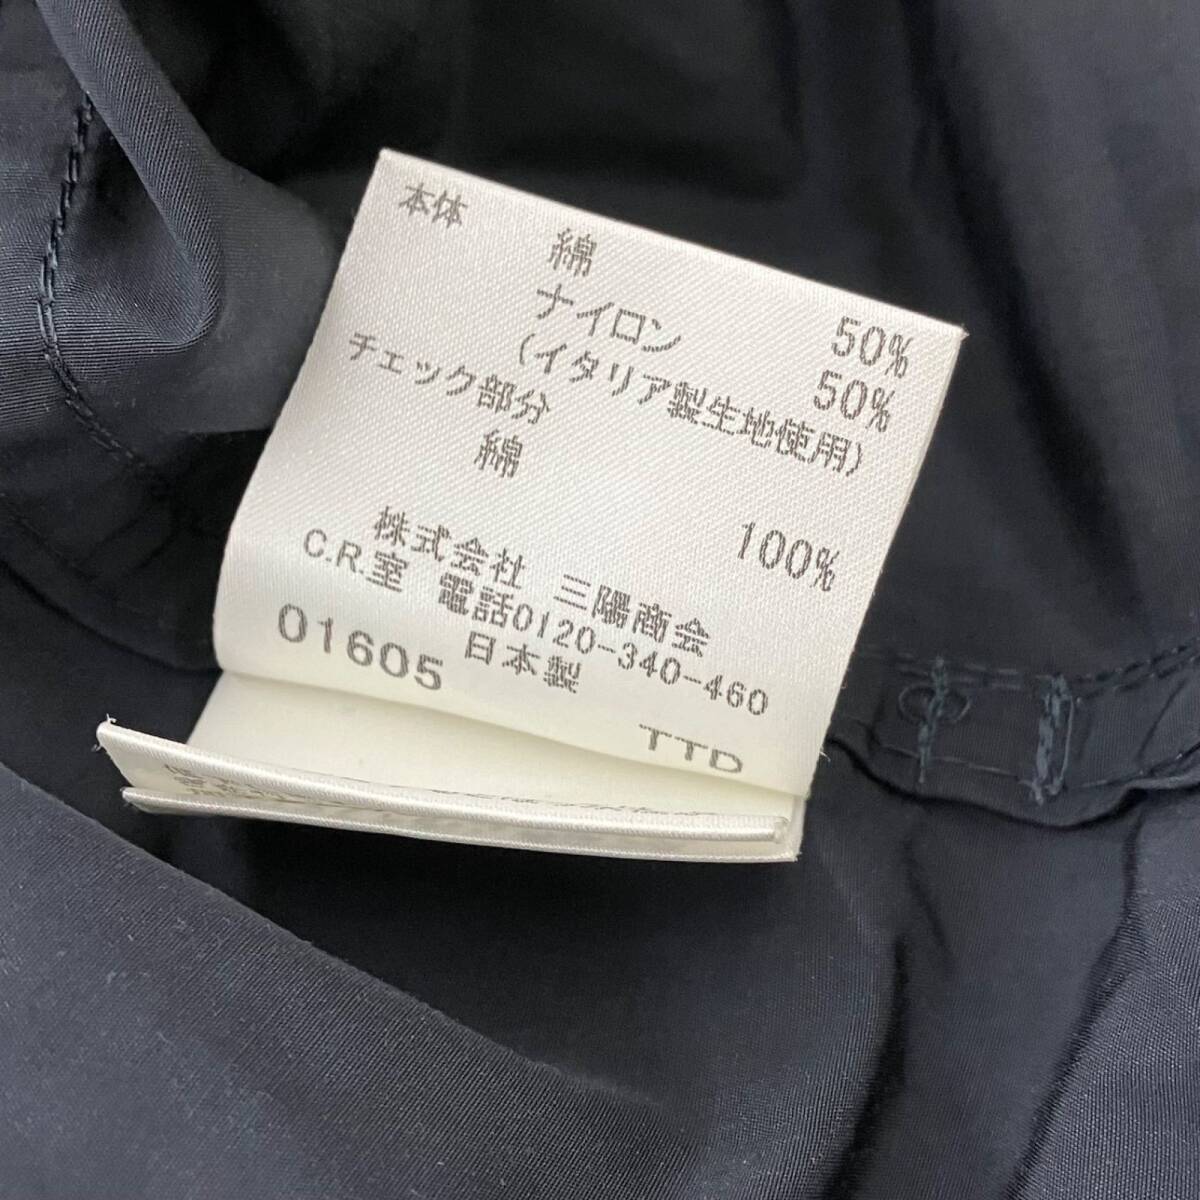 本体
綿 50%
ナイロン 50%
(イタリア製生地使用)
チェック部分
綿 100%
株式会社 三陽商会
C.R.室 電話0120-340-460
01605 日本製
TTD